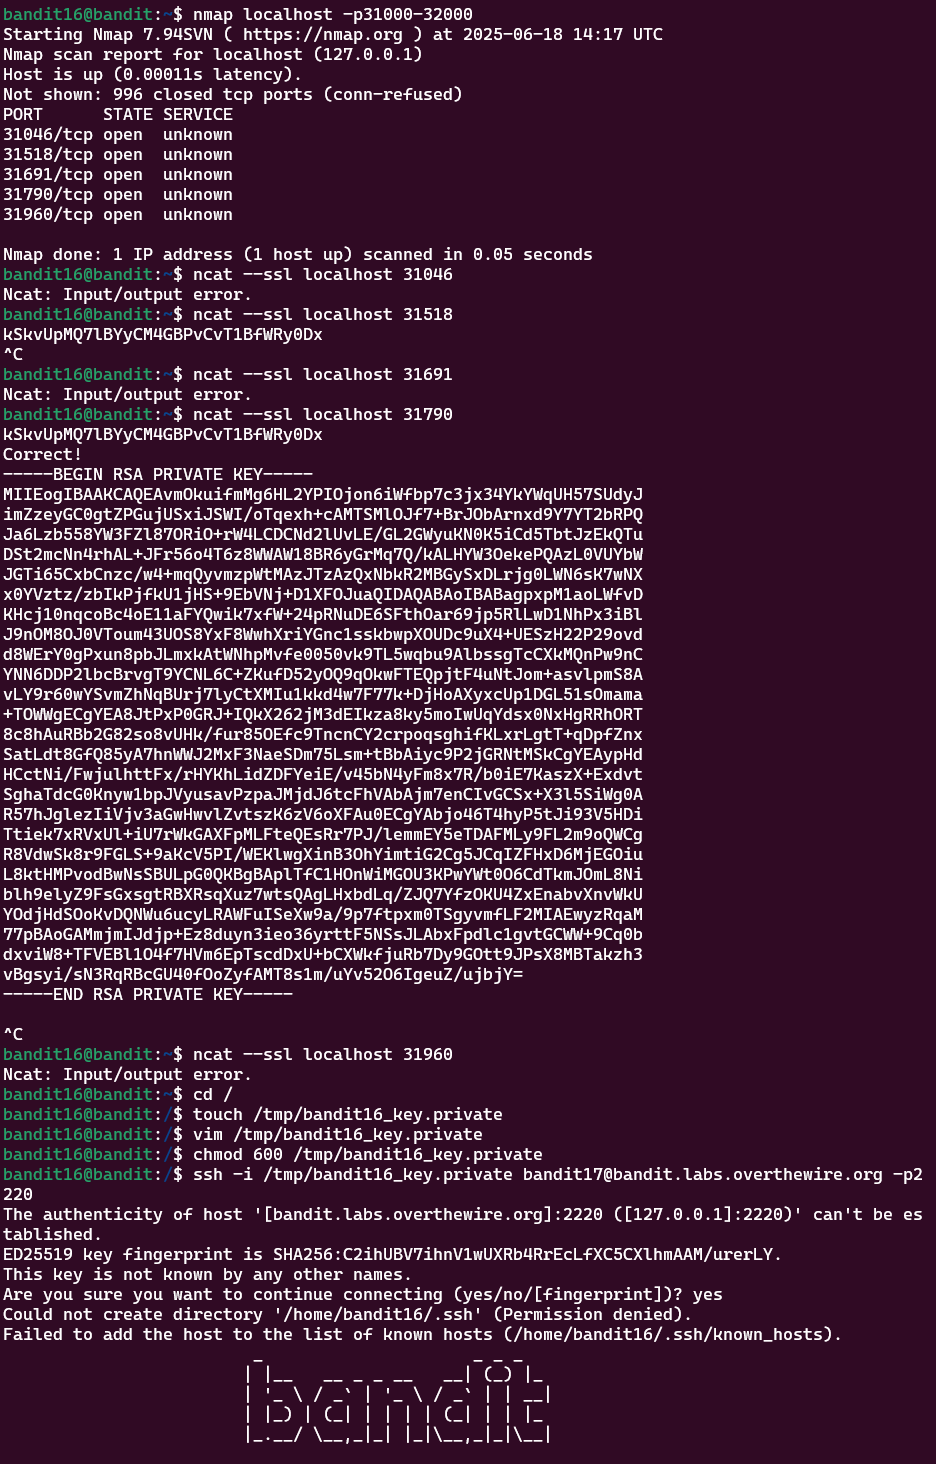 bandit16@bandit:~$ nmap localhost -p31000-32000
Starting Nmap 7.94SVN ( https://nmap.org ) at 2025-06-18 14:17 UTC
Nmap scan report for localhost (127.0.0.1)
Host is up (0.00011s latency).
Not shown: 996 closed tcp ports (conn-refused)
PORT      STATE SERVICE
31046/tcp open  unknown
31518/tcp open  unknown
31691/tcp open  unknown
31790/tcp open  unknown
31960/tcp open  unknown

Nmap done: 1 IP address (1 host up) scanned in 0.05 seconds
bandit16@bandit:~$ ncat --ssl localhost 31046
Ncat: Input/output error.
bandit16@bandit:~$ ncat --ssl localhost 31518
kSkvUpMQ7lBYyCM4GBPvCvT1BfWRy0Dx
^C
bandit16@bandit:~$ ncat --ssl localhost 31691
Ncat: Input/output error.
bandit16@bandit:~$ ncat --ssl localhost 31790
kSkvUpMQ7lBYyCM4GBPvCvT1BfWRy0Dx
Correct!
-----BEGIN RSA PRIVATE KEY-----
MIIEogIBAAKCAQEAvmOkuifmMg6HL2YPIOjon6iWfbp7c3jx34YkYWqUH57SUdyJ
imZzeyGC0gtZPGujUSxiJSWI/oTqexh+cAMTSMlOJf7+BrJObArnxd9Y7YT2bRPQ
Ja6Lzb558YW3FZl87ORiO+rW4LCDCNd2lUvLE/GL2GWyuKN0K5iCd5TbtJzEkQTu
DSt2mcNn4rhAL+JFr56o4T6z8WWAW18BR6yGrMq7Q/kALHYW3OekePQAzL0VUYbW
JGTi65CxbCnzc/w4+mqQyvmzpWtMAzJTzAzQxNbkR2MBGySxDLrjg0LWN6sK7wNX
x0YVztz/zbIkPjfkU1jHS+9EbVNj+D1XFOJuaQIDAQABAoIBABagpxpM1aoLWfvD
KHcj10nqcoBc4oE11aFYQwik7xfW+24pRNuDE6SFthOar69jp5RlLwD1NhPx3iBl
J9nOM8OJ0VToum43UOS8YxF8WwhXriYGnc1sskbwpXOUDc9uX4+UESzH22P29ovd
d8WErY0gPxun8pbJLmxkAtWNhpMvfe0050vk9TL5wqbu9AlbssgTcCXkMQnPw9nC
YNN6DDP2lbcBrvgT9YCNL6C+ZKufD52yOQ9qOkwFTEQpjtF4uNtJom+asvlpmS8A
vLY9r60wYSvmZhNqBUrj7lyCtXMIu1kkd4w7F77k+DjHoAXyxcUp1DGL51sOmama
+TOWWgECgYEA8JtPxP0GRJ+IQkX262jM3dEIkza8ky5moIwUqYdsx0NxHgRRhORT
8c8hAuRBb2G82so8vUHk/fur85OEfc9TncnCY2crpoqsghifKLxrLgtT+qDpfZnx
SatLdt8GfQ85yA7hnWWJ2MxF3NaeSDm75Lsm+tBbAiyc9P2jGRNtMSkCgYEAypHd
HCctNi/FwjulhttFx/rHYKhLidZDFYeiE/v45bN4yFm8x7R/b0iE7KaszX+Exdvt
SghaTdcG0Knyw1bpJVyusavPzpaJMjdJ6tcFhVAbAjm7enCIvGCSx+X3l5SiWg0A
R57hJglezIiVjv3aGwHwvlZvtszK6zV6oXFAu0ECgYAbjo46T4hyP5tJi93V5HDi
Ttiek7xRVxUl+iU7rWkGAXFpMLFteQEsRr7PJ/lemmEY5eTDAFMLy9FL2m9oQWCg
R8VdwSk8r9FGLS+9aKcV5PI/WEKlwgXinB3OhYimtiG2Cg5JCqIZFHxD6MjEGOiu
L8ktHMPvodBwNsSBULpG0QKBgBAplTfC1HOnWiMGOU3KPwYWt0O6CdTkmJOmL8Ni
blh9elyZ9FsGxsgtRBXRsqXuz7wtsQAgLHxbdLq/ZJQ7YfzOKU4ZxEnabvXnvWkU
YOdjHdSOoKvDQNWu6ucyLRAWFuISeXw9a/9p7ftpxm0TSgyvmfLF2MIAEwyzRqaM
77pBAoGAMmjmIJdjp+Ez8duyn3ieo36yrttF5NSsJLAbxFpdlc1gvtGCWW+9Cq0b
dxviW8+TFVEBl1O4f7HVm6EpTscdDxU+bCXWkfjuRb7Dy9GOtt9JPsX8MBTakzh3
vBgsyi/sN3RqRBcGU40fOoZyfAMT8s1m/uYv52O6IgeuZ/ujbjY=
-----END RSA PRIVATE KEY-----

^C
bandit16@bandit:~$ ncat --ssl localhost 31960
Ncat: Input/output error.
bandit16@bandit:~$ cd /
bandit16@bandit:/$ touch /tmp/bandit16_key.private
bandit16@bandit:/$ vim /tmp/bandit16_key.private
bandit16@bandit:/$ chmod 600 /tmp/bandit16_key.private
bandit16@bandit:/$ ssh -i /tmp/bandit16_key.private bandit17@bandit.labs.overthewire.org -p2
220
The authenticity of host '[bandit.labs.overthewire.org]:2220 ([127.0.0.1]:2220)' can't be es
tablished.
ED25519 key fingerprint is SHA256:C2ihUBV7ihnV1wUXRb4RrEcLfXC5CXlhmAAM/urerLY.
This key is not known by any other names.
Are you sure you want to continue connecting (yes/no/[fingerprint])? yes
Could not create directory '/home/bandit16/.ssh' (Permission denied).
Failed to add the host to the list of known hosts (/home/bandit16/.ssh/known_hosts).
                         _                     _ _ _
                        | |__   __ _ _ __   __| (_) |_
                        | '_ \ / _` | '_ \ / _` | | __|
                        | |_) | (_| | | | | (_| | | |_
                        |_.__/ \__,_|_| |_|\__,_|_|\__|